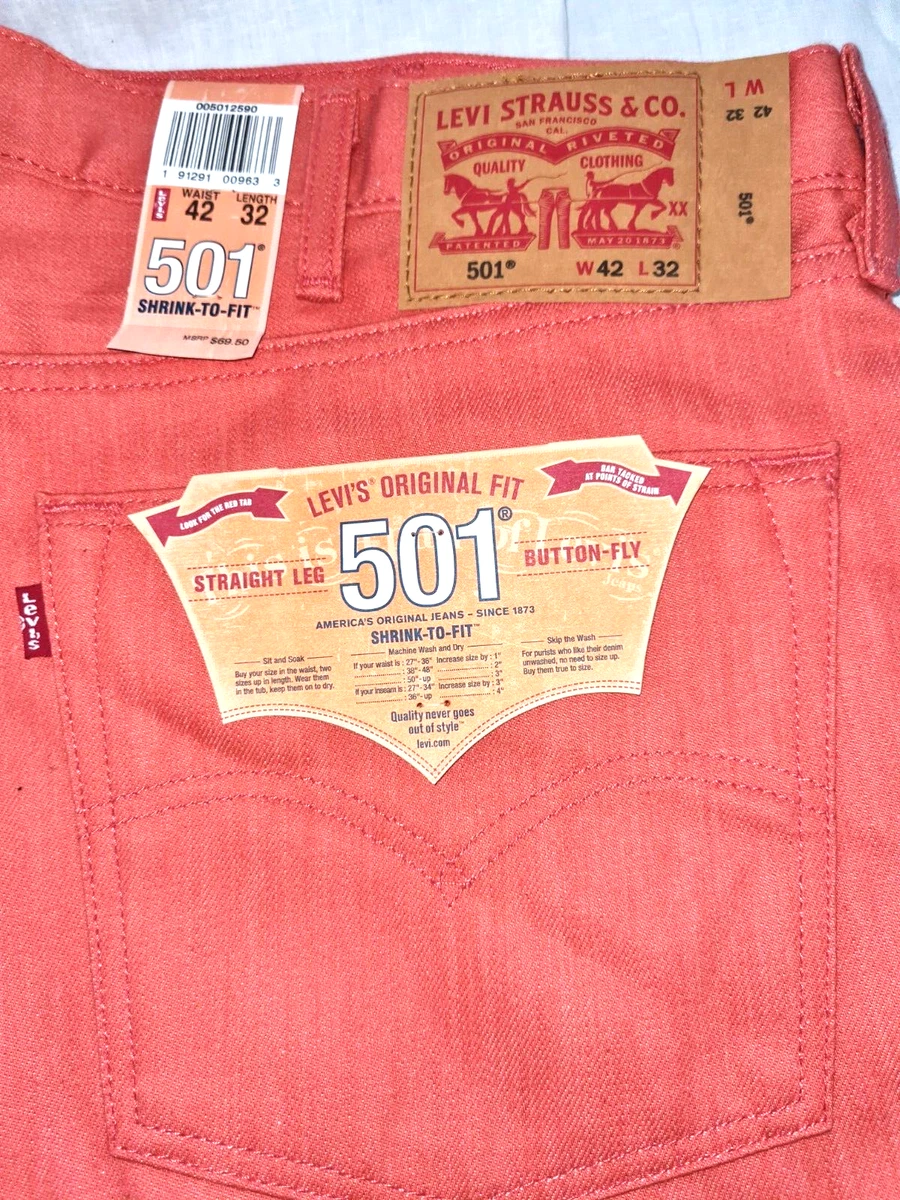 005012590
1 91291 00963 3
Levi's
WAIST LENGTH
42 32
501®
SHRINK-TO-FIT™
MSRP $69.50
LEVI STRAUSS & CO.
SAN FRANCISCO
CAL.
ORIGINAL RIVETED
QUALITY CLOTHING
XX
PATENTED MAY 20 1873
501® W42 L32
W L
42 32
501®
LOOK FOR THE RED TAB
LEVI'S® ORIGINAL FIT
BAR TACKED
AT POINTS OF STRAIN
501®
STRAIGHT LEG
BUTTON-FLY
Jeans
AMERICA'S ORIGINAL JEANS – SINCE 1873
SHRINK-TO-FIT™
Sit and Soak
Buy your size in the waist, two
sizes up in length. Wear them
in the tub, keep them on to dry.
Machine Wash and Dry
If your waist is : 27"-36" Increase size by : 1"
: 38"-48" : 2"
: 50"-up : 3"
If your inseam is : 27"-34" Increase size by : 3"
: 36"-up : 4"
Skip the Wash
For purists who like their denim
unwashed, no need to size up.
Buy them true to size.
Quality never goes
out of style™
levi.com
Levi's